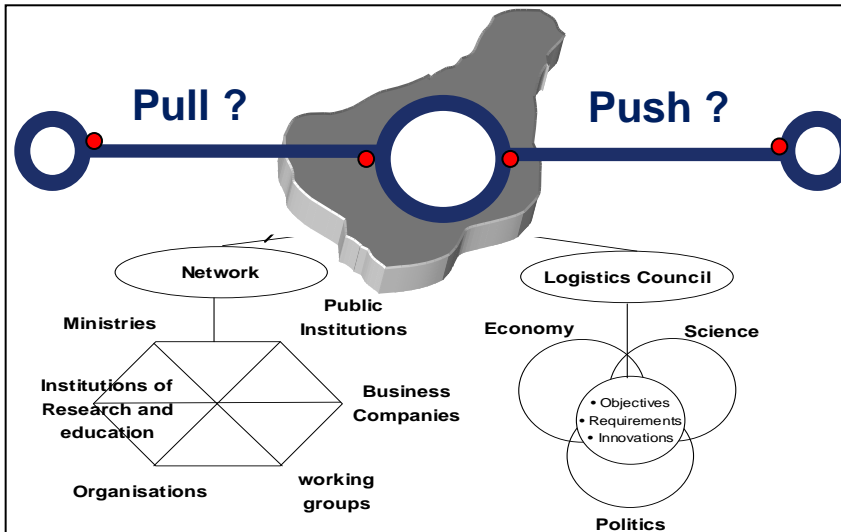 Pull ?
Push ?
Network
Logistics Council
Ministries
Public
Institutions
Institutions of
Research and
education
Business
Companies
Organisations
working
groups
Economy
Science
• Objectives
• Requirements
• Innovations
Politics